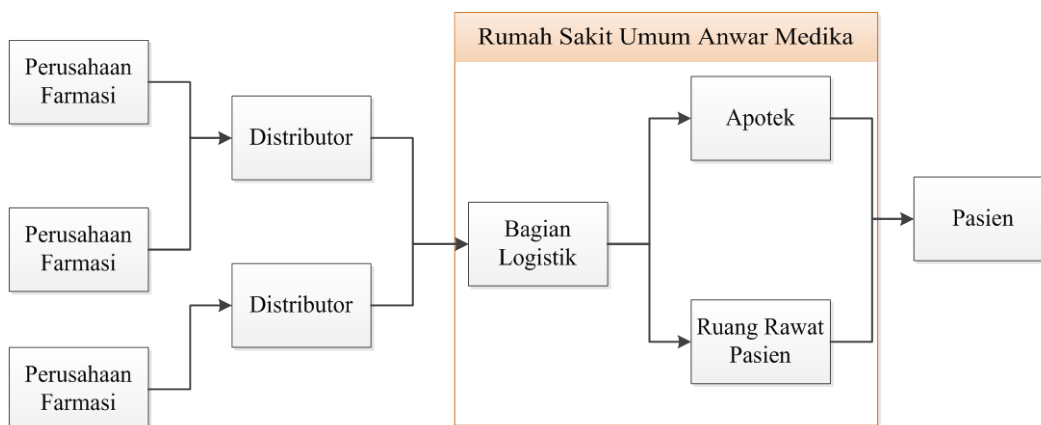 Rumah Sakit Umum Anwar Medika
Perusahaan
Farmasi
Perusahaan
Farmasi
Perusahaan
Farmasi
Distributor
Distributor
Bagian
Logistik
Apotek
Ruang Rawat
Pasien
Pasien